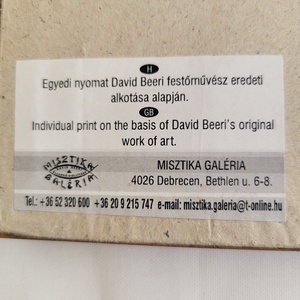 H
Egyedi nyomat David Beeri festőművész eredeti
alkotása alapján.
GB
Individual print on the basis of David Beeri's original
work of art.
MISZTIKA
GALÉRIA
MISZTIKA GALÉRIA
4026 Debrecen, Bethlen u. 6-8.
Tel.: +36 52 320 600 +36 20 9 215 747 e-mail: misztika.galeria@t-online.hu